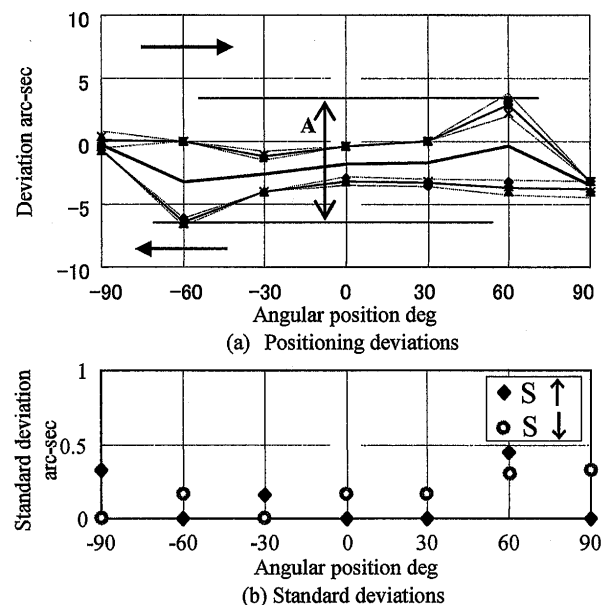 10
5
0
−5
−10
Deviation arc-sec
A
−90 −60 −30 0 30 60 90
Angular position deg
(a) Positioning deviations
1
0.5
0
Standard deviation
arc-sec
S ↑
S ↓
-90 -60 -30 0 30 60 90
Angular position deg
(b) Standard deviations